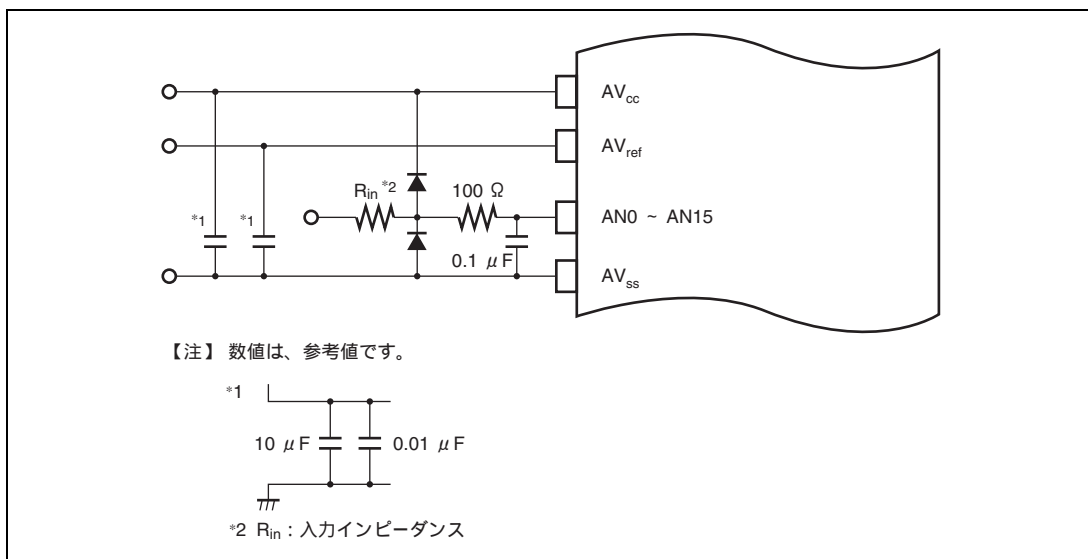 AVcc
AVref
Rin *2
100 Ω
AN0 ~ AN15
*1
*1
0.1 μF
AVss
【注】 数値は、参考値です。
*1
10 μF
0.01 μF
*2 Rin : 入力インピーダンス